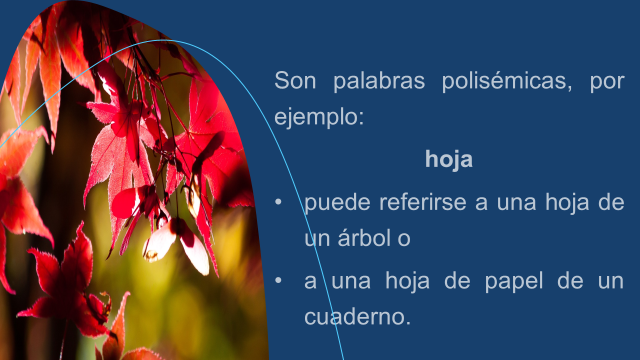 Son palabras polisémicas, por
ejemplo:
hoja
• puede referirse a una hoja de
un árbol o
• a una hoja de papel de un
cuaderno.